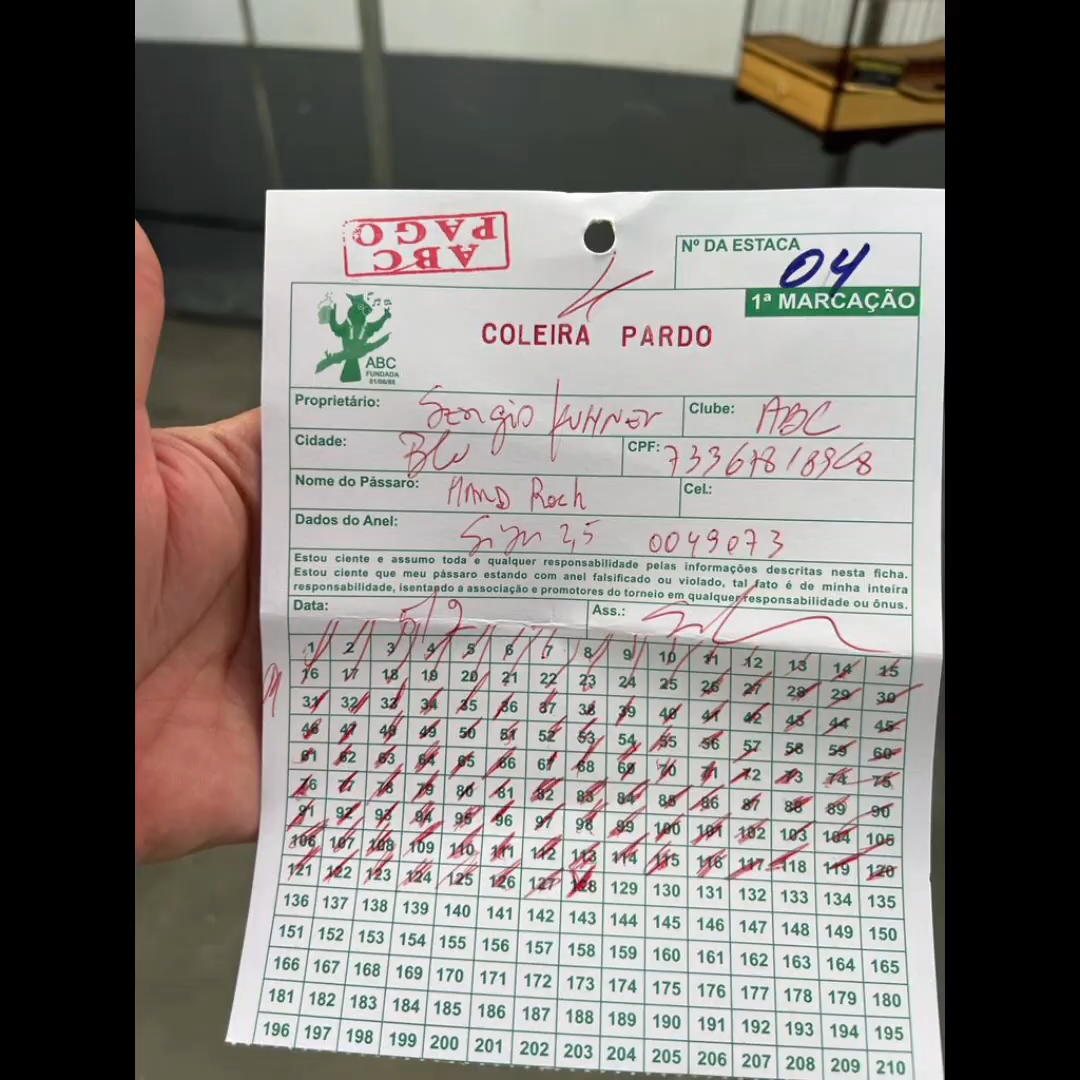 ABC
PAGO
Nº DA ESTACA
04
1ª MARCAÇÃO
4
COLEIRA PARDO
ABC
FUNDADA
01/06/88
Proprietário: Sergio KUHNER Clube: ABC
Cidade: Blu CPF: 73367818968
Nome do Pássaro: HARD Rock Cel.:
Dados do Anel: 2,5 0049073
Estou ciente e assumo toda e qualquer responsabilidade pelas informações descritas nesta ficha.
Estou ciente que meu pássaro estando com anel falsificado ou violado, tal fato é de minha inteira
responsabilidade, isentando a associação e promotores do torneio em qualquer responsabilidade ou ônus.
Data: 5/2 Ass.:
1 2 3 4 5 6 7 8 9 10 11 12 13 14 15
16 17 18 19 20 21 22 23 24 25 26 27 28 29 30
31 32 33 34 35 36 37 38 39 40 41 42 43 44 45
46 47 48 49 50 51 52 53 54 55 56 57 58 59 60
61 62 63 64 65 66 67 68 69 70 71 72 73 74 75
76 77 78 79 80 81 82 83 84 85 86 87 88 89 90
91 92 93 94 95 96 97 98 99 100 101 102 103 104 105
106 107 108 109 110 111 112 113 114 115 116 117 118 119 120
121 122 123 124 125 126 127 128 129 130 131 132 133 134 135
136 137 138 139 140 141 142 143 144 145 146 147 148 149 150
151 152 153 154 155 156 157 158 159 160 161 162 163 164 165
166 167 168 169 170 171 172 173 174 175 176 177 178 179 180
181 182 183 184 185 186 187 188 189 190 191 192 193 194 195
196 197 198 199 200 201 202 203 204 205 206 207 208 209 210